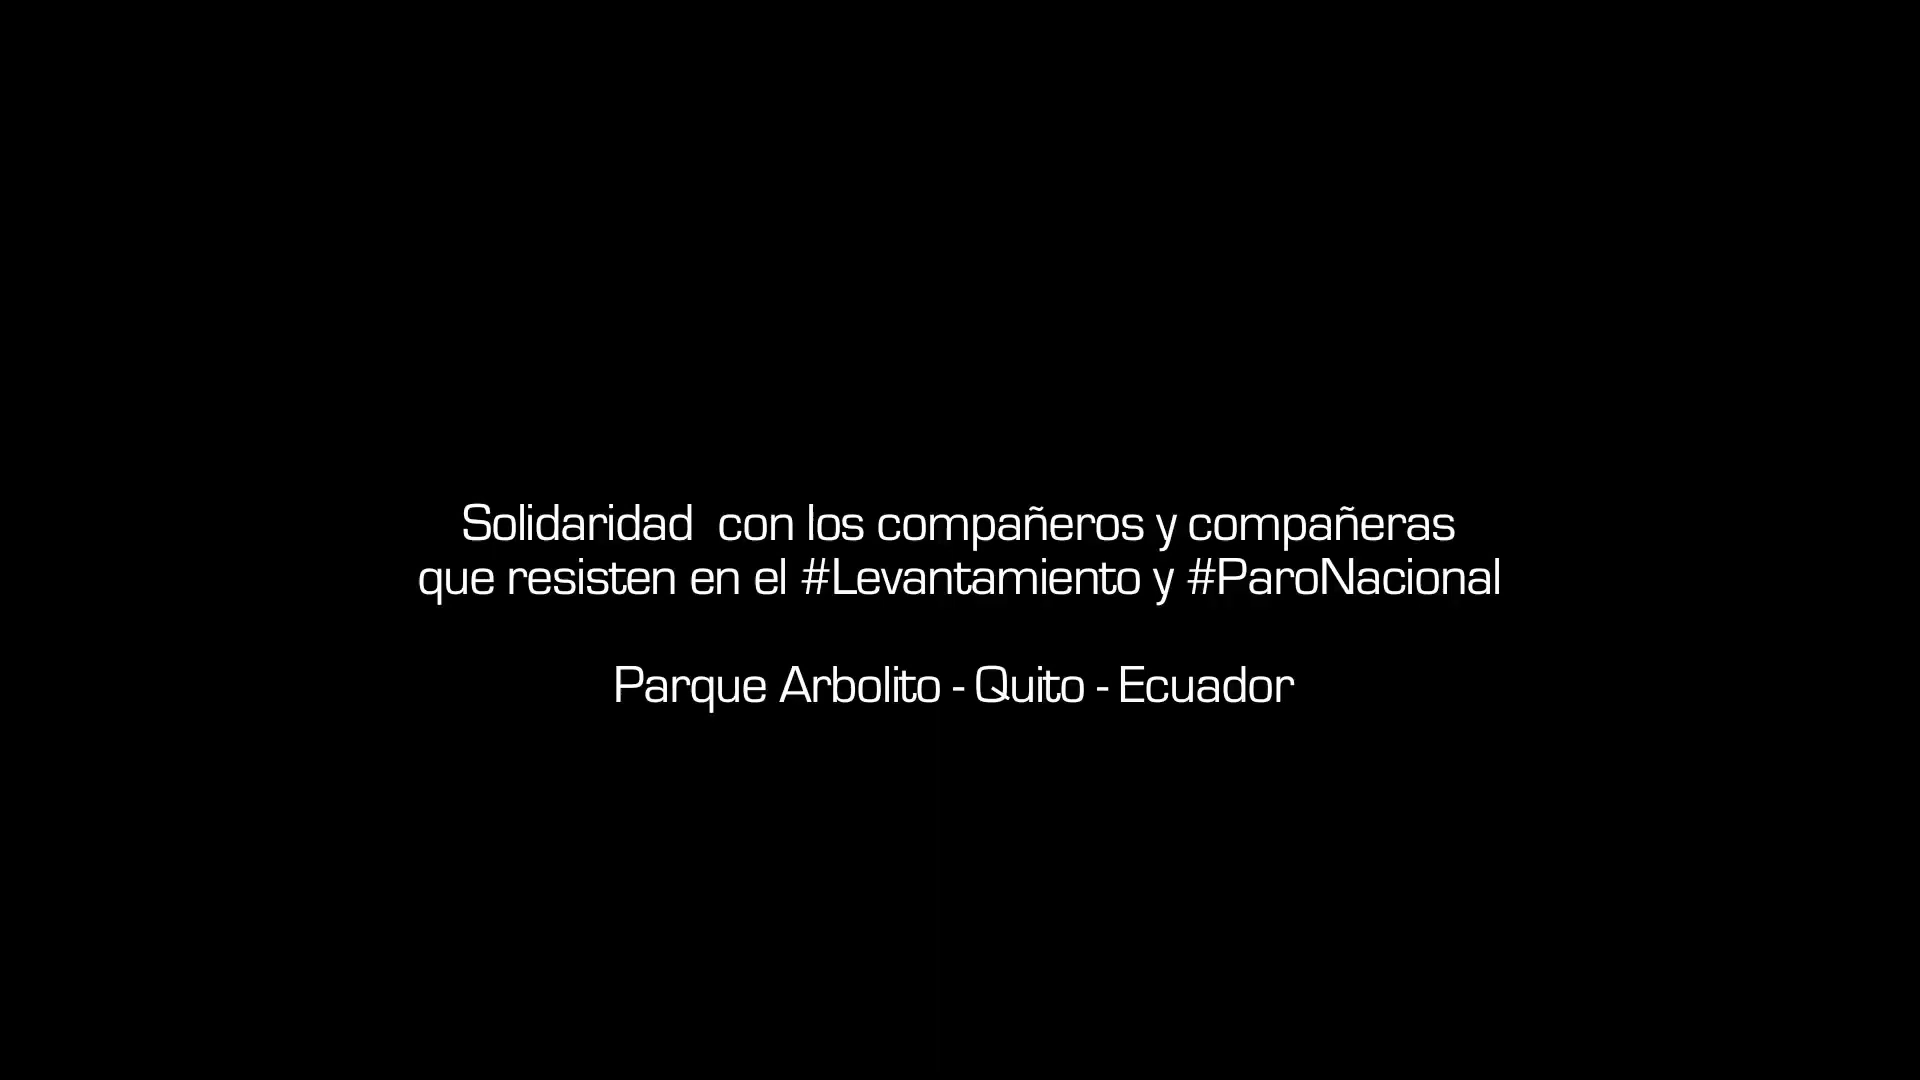 Solidaridad  con los compañeros y compañeras
que resisten en el #Levantamiento y #ParoNacional
Parque Arbolito - Quito - Ecuador